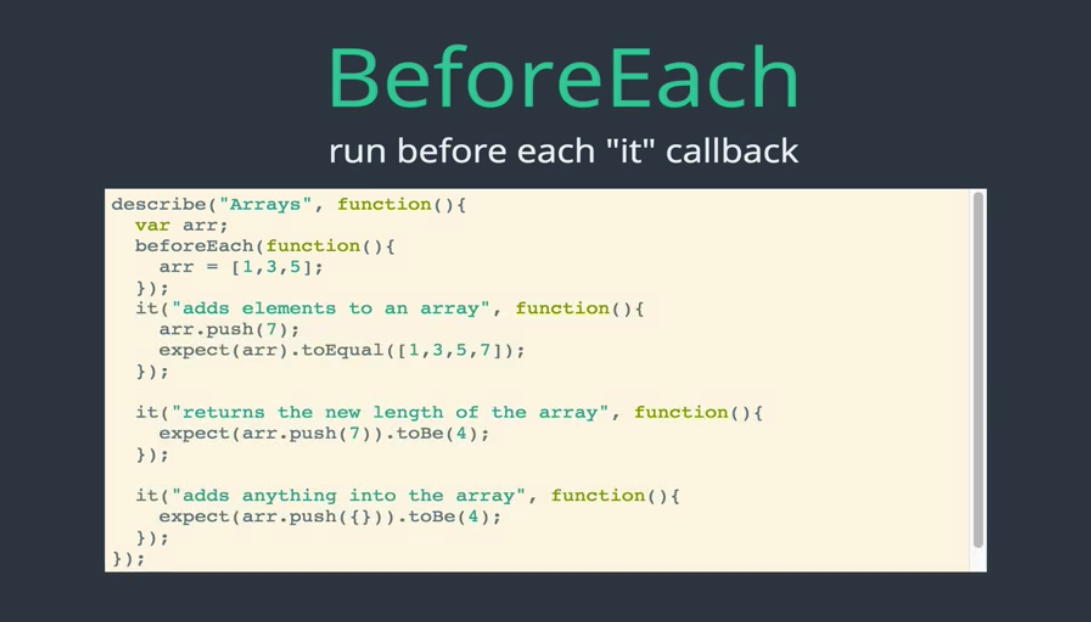 BeforeEach
run before each "it" callback
describe("Arrays", function(){
  var arr;
  beforeEach(function(){
    arr = [1,3,5];
  });
  it("adds elements to an array", function(){
    arr.push(7);
    expect(arr).toEqual([1,3,5,7]);
  });

  it("returns the new length of the array", function(){
    expect(arr.push(7)).toBe(4);
  });

  it("adds anything into the array", function(){
    expect(arr.push({})).toBe(4);
  });
});